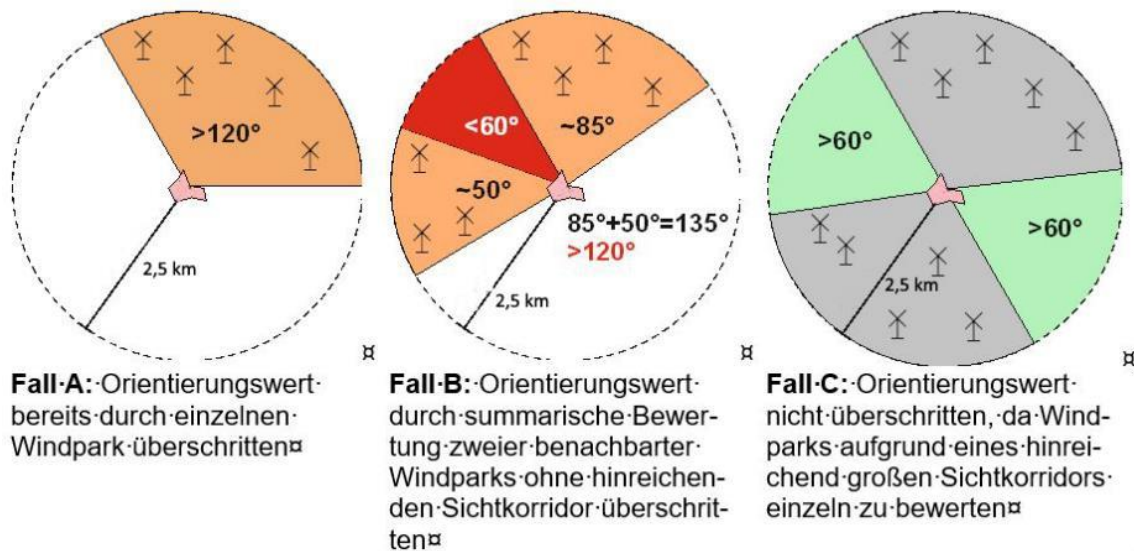 >120°
2,5 km
¤
Fall·A:·Orientierungswert·
bereits·durch·einzelnen·
Windpark·überschritten¤
<60°
~85°
~50°
85°+50°=135°
>120°
2,5 km
¤
Fall·B:·Orientierungswert·
durch·summarische·Bewer-
tung·zweier·benachbarter·
Windparks·ohne·hinreichen-
den·Sichtkorridor·überschrit-
ten¤
>60°
>60°
2,5 km
¤
Fall·C:·Orientierungswert·
nicht·überschritten,·da·Wind-
parks·aufgrund·eines·hinrei-
chend·großen·Sichtkorridors·
einzeln·zu·bewerten¤